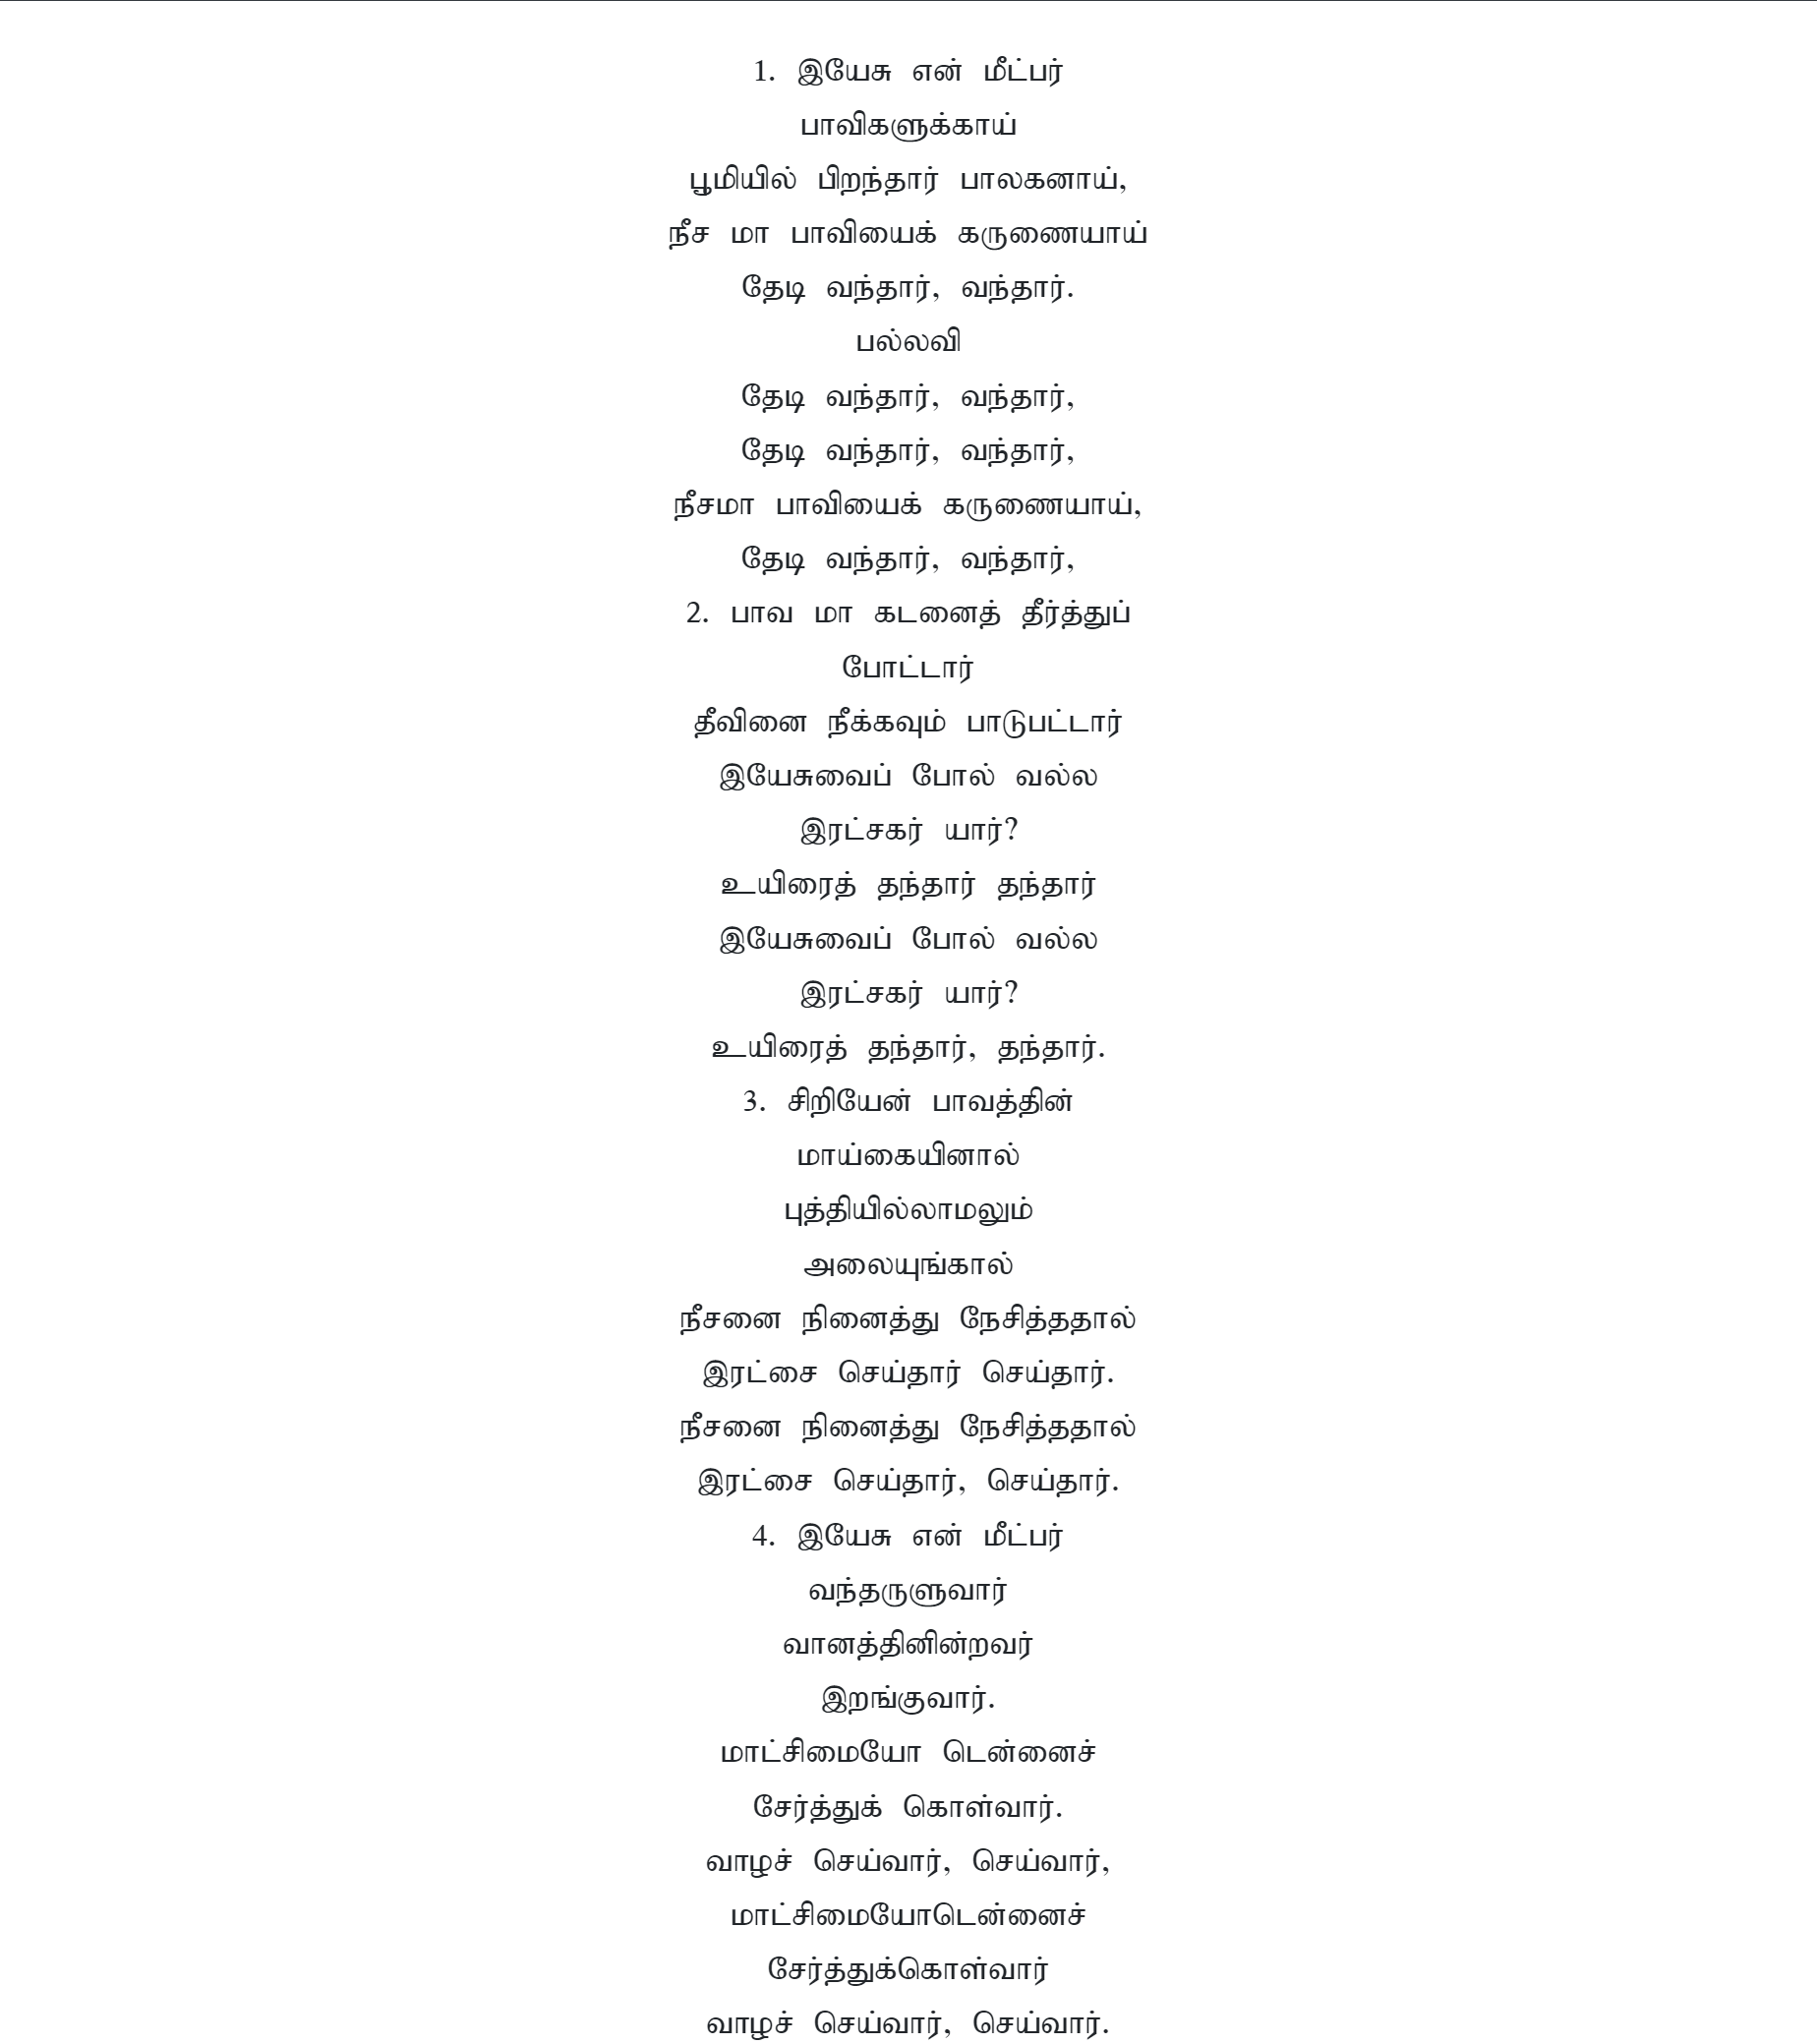 1. இயேசு என் மீட்பர்
பாவிகளுக்காய்
பூமியில் பிறந்தார் பாலகனாய்,
நீச மா பாவியைக் கருணையாய்
தேடி வந்தார், வந்தார்.
பல்லவி
தேடி வந்தார், வந்தார்,
தேடி வந்தார், வந்தார்,
நீசமா பாவியைக் கருணையாய்,
தேடி வந்தார், வந்தார்,
2. பாவ மா கடனைத் தீர்த்துப்
போட்டார்
தீவினை நீக்கவும் பாடுபட்டார்
இயேசுவைப் போல் வல்ல
இரட்சகர் யார்?
உயிரைத் தந்தார் தந்தார்
இயேசுவைப் போல் வல்ல
இரட்சகர் யார்?
உயிரைத் தந்தார், தந்தார்.
3. சிறியேன் பாவத்தின்
மாய்கையினால்
புத்தியில்லாமலும்
அலையுங்கால்
நீசனை நினைத்து நேசித்ததால்
இரட்சை செய்தார் செய்தார்.
நீசனை நினைத்து நேசித்ததால்
இரட்சை செய்தார், செய்தார்.
4. இயேசு என் மீட்பர்
வந்தருளுவார்
வானத்தினின்றவர்
இறங்குவார்.
மாட்சிமையோ டென்னைச்
சேர்த்துக் கொள்வார்.
வாழச் செய்வார், செய்வார்,
மாட்சிமையோடென்னைச்
சேர்த்துக்கொள்வார்
வாழச் செய்வார், செய்வார்.